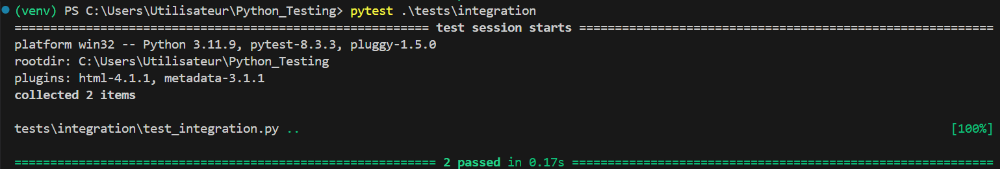 (venv) PS C:\Users\Utilisateur\Python_Testing> pytest .\tests\integration
========================================================== test session starts ==========================================================
platform win32 -- Python 3.11.9, pytest-8.3.3, pluggy-1.5.0
rootdir: C:\Users\Utilisateur\Python_Testing
plugins: html-4.1.1, metadata-3.1.1
collected 2 items
tests\integration\test_integration.py .. [100%]
=========================================================== 2 passed in 0.17s ===========================================================